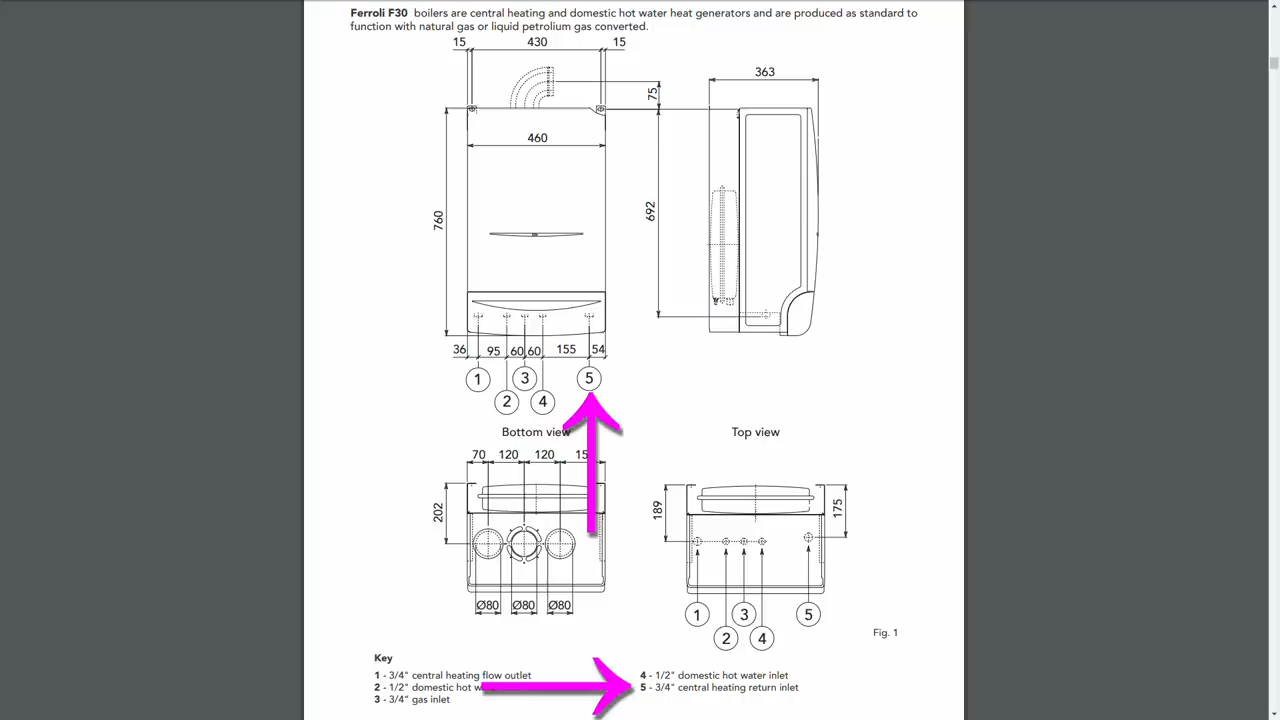 Ferroli F30 boilers are central heating and domestic hot water heat generators and are produced as standard to
function with natural gas or liquid petrolium gas converted.
15 430 15
363
75
460
760
692
36 95 60 60 155 54
1 3 5
2 4
Bottom view Top view
70 120 120 15
202 189 175
Ø80 Ø80 Ø80
1 3 5
2 4
Fig. 1
Key
1 - 3/4" central heating flow outlet
2 - 1/2" domestic hot
3 - 3/4" gas inlet
4 - 1/2" domestic hot water inlet
5 - 3/4" central heating return inlet